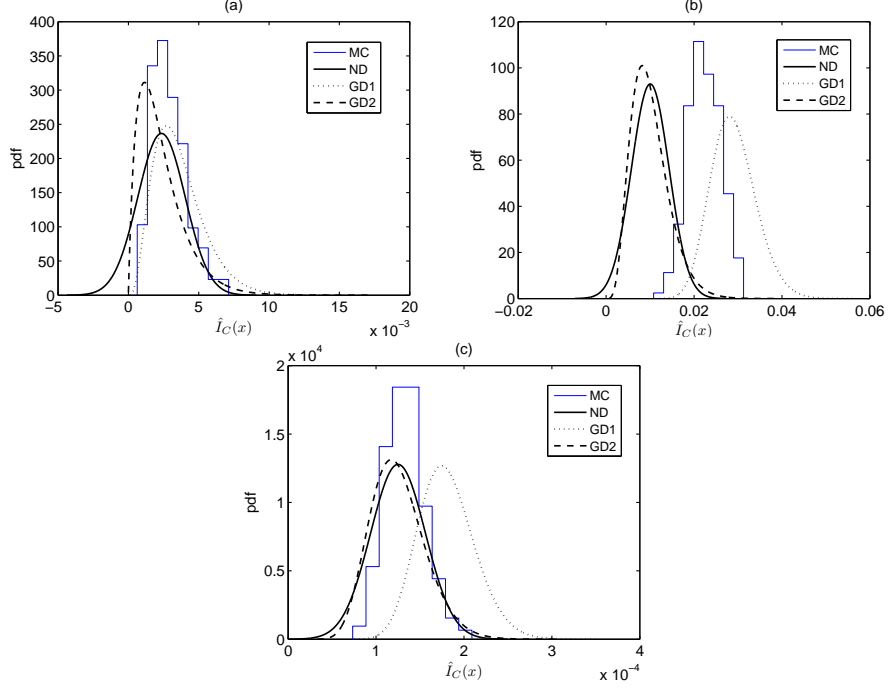 (a)
400
350
300
250
200
150
100
50
0
pdf
MC
ND
GD1
GD2
−5
0
5
10
15
20
x 10⁻³
Î_C(x)
(b)
120
100
80
60
40
20
0
pdf
MC
ND
GD1
GD2
−0.02
0
0.02
0.04
0.06
Î_C(x)
(c)
x 10⁴
2
1.5
1
0.5
0
pdf
MC
ND
GD1
GD2
0
1
2
3
4
x 10⁻⁴
Î_C(x)